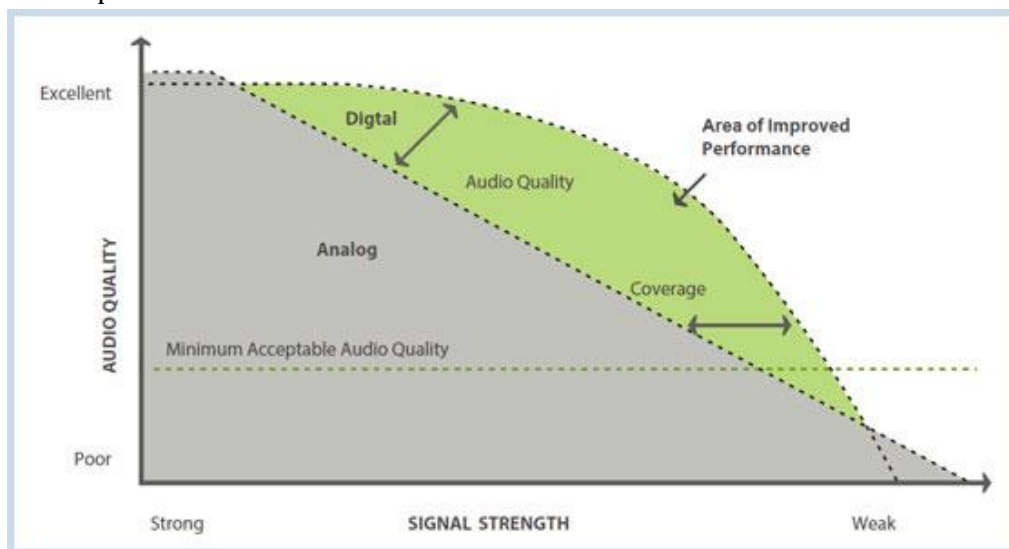 Excellent
Digtal
Area of Improved
Performance
Audio Quality
Analog
AUDIO QUALITY
Coverage
Minimum Acceptable Audio Quality
Poor
Strong
SIGNAL STRENGTH
Weak